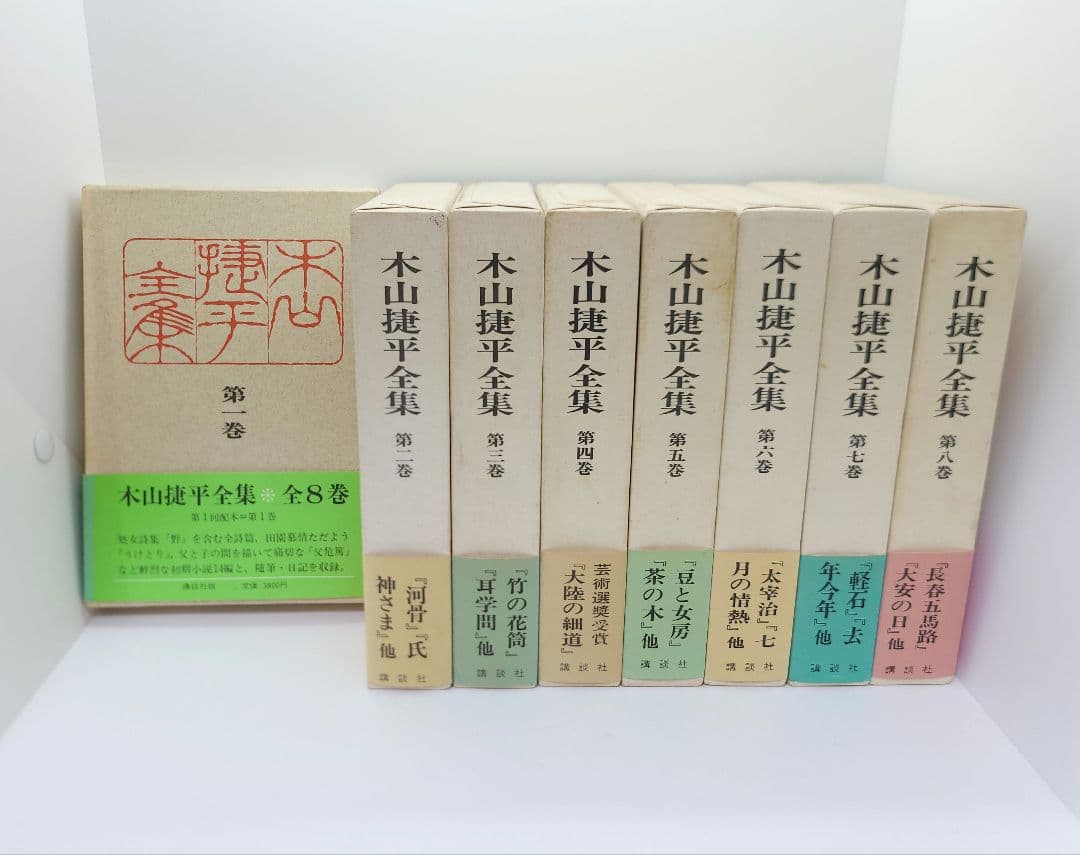 木山
捷平
全集
第一巻
木山捷平全集※全8巻
第1回配本=第1巻
処女詩集『野』を含む全詩篇、田園慕情ただよう
『うけとり』、父と子の間を描いて痛切な『父危篤』
など鮮烈な初期小説14編と、随筆・日記を収録。
講談社版 定価 3800円
木山捷平全集 第二巻
『河骨』『氏
神さま』他
講談社
木山捷平全集 第三巻
『竹の花筒』
『耳学問』他
講談社
木山捷平全集 第四巻
芸術選奨受賞
『大陸の細道』
講談社
木山捷平全集 第五巻
『豆と女房』
『茶の木』他
講談社
木山捷平全集 第六巻
『太宰治』『七
月の情熱』他
講談社
木山捷平全集 第七巻
『軽石』『去
年今年』他
講談社
木山捷平全集 第八巻
『長春五馬路』
『大安の日』他
講談社